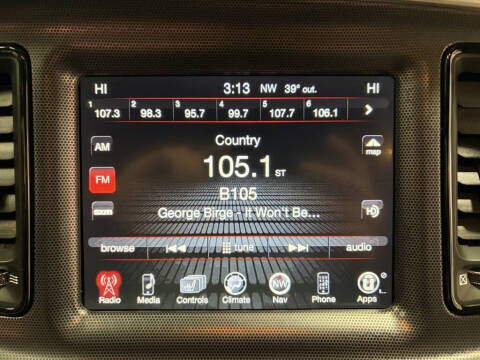 HI 3:13 NW 39° out. HI
1 107.3 2 98.3 3 95.7 4 99.7 5 107.7 6 106.1
Country
AM
map
105.1 ST
FM
B105
sxm
George Birge - It Won't Be...
browse tune audio
NW
Radio Media Controls Climate Nav Phone Apps